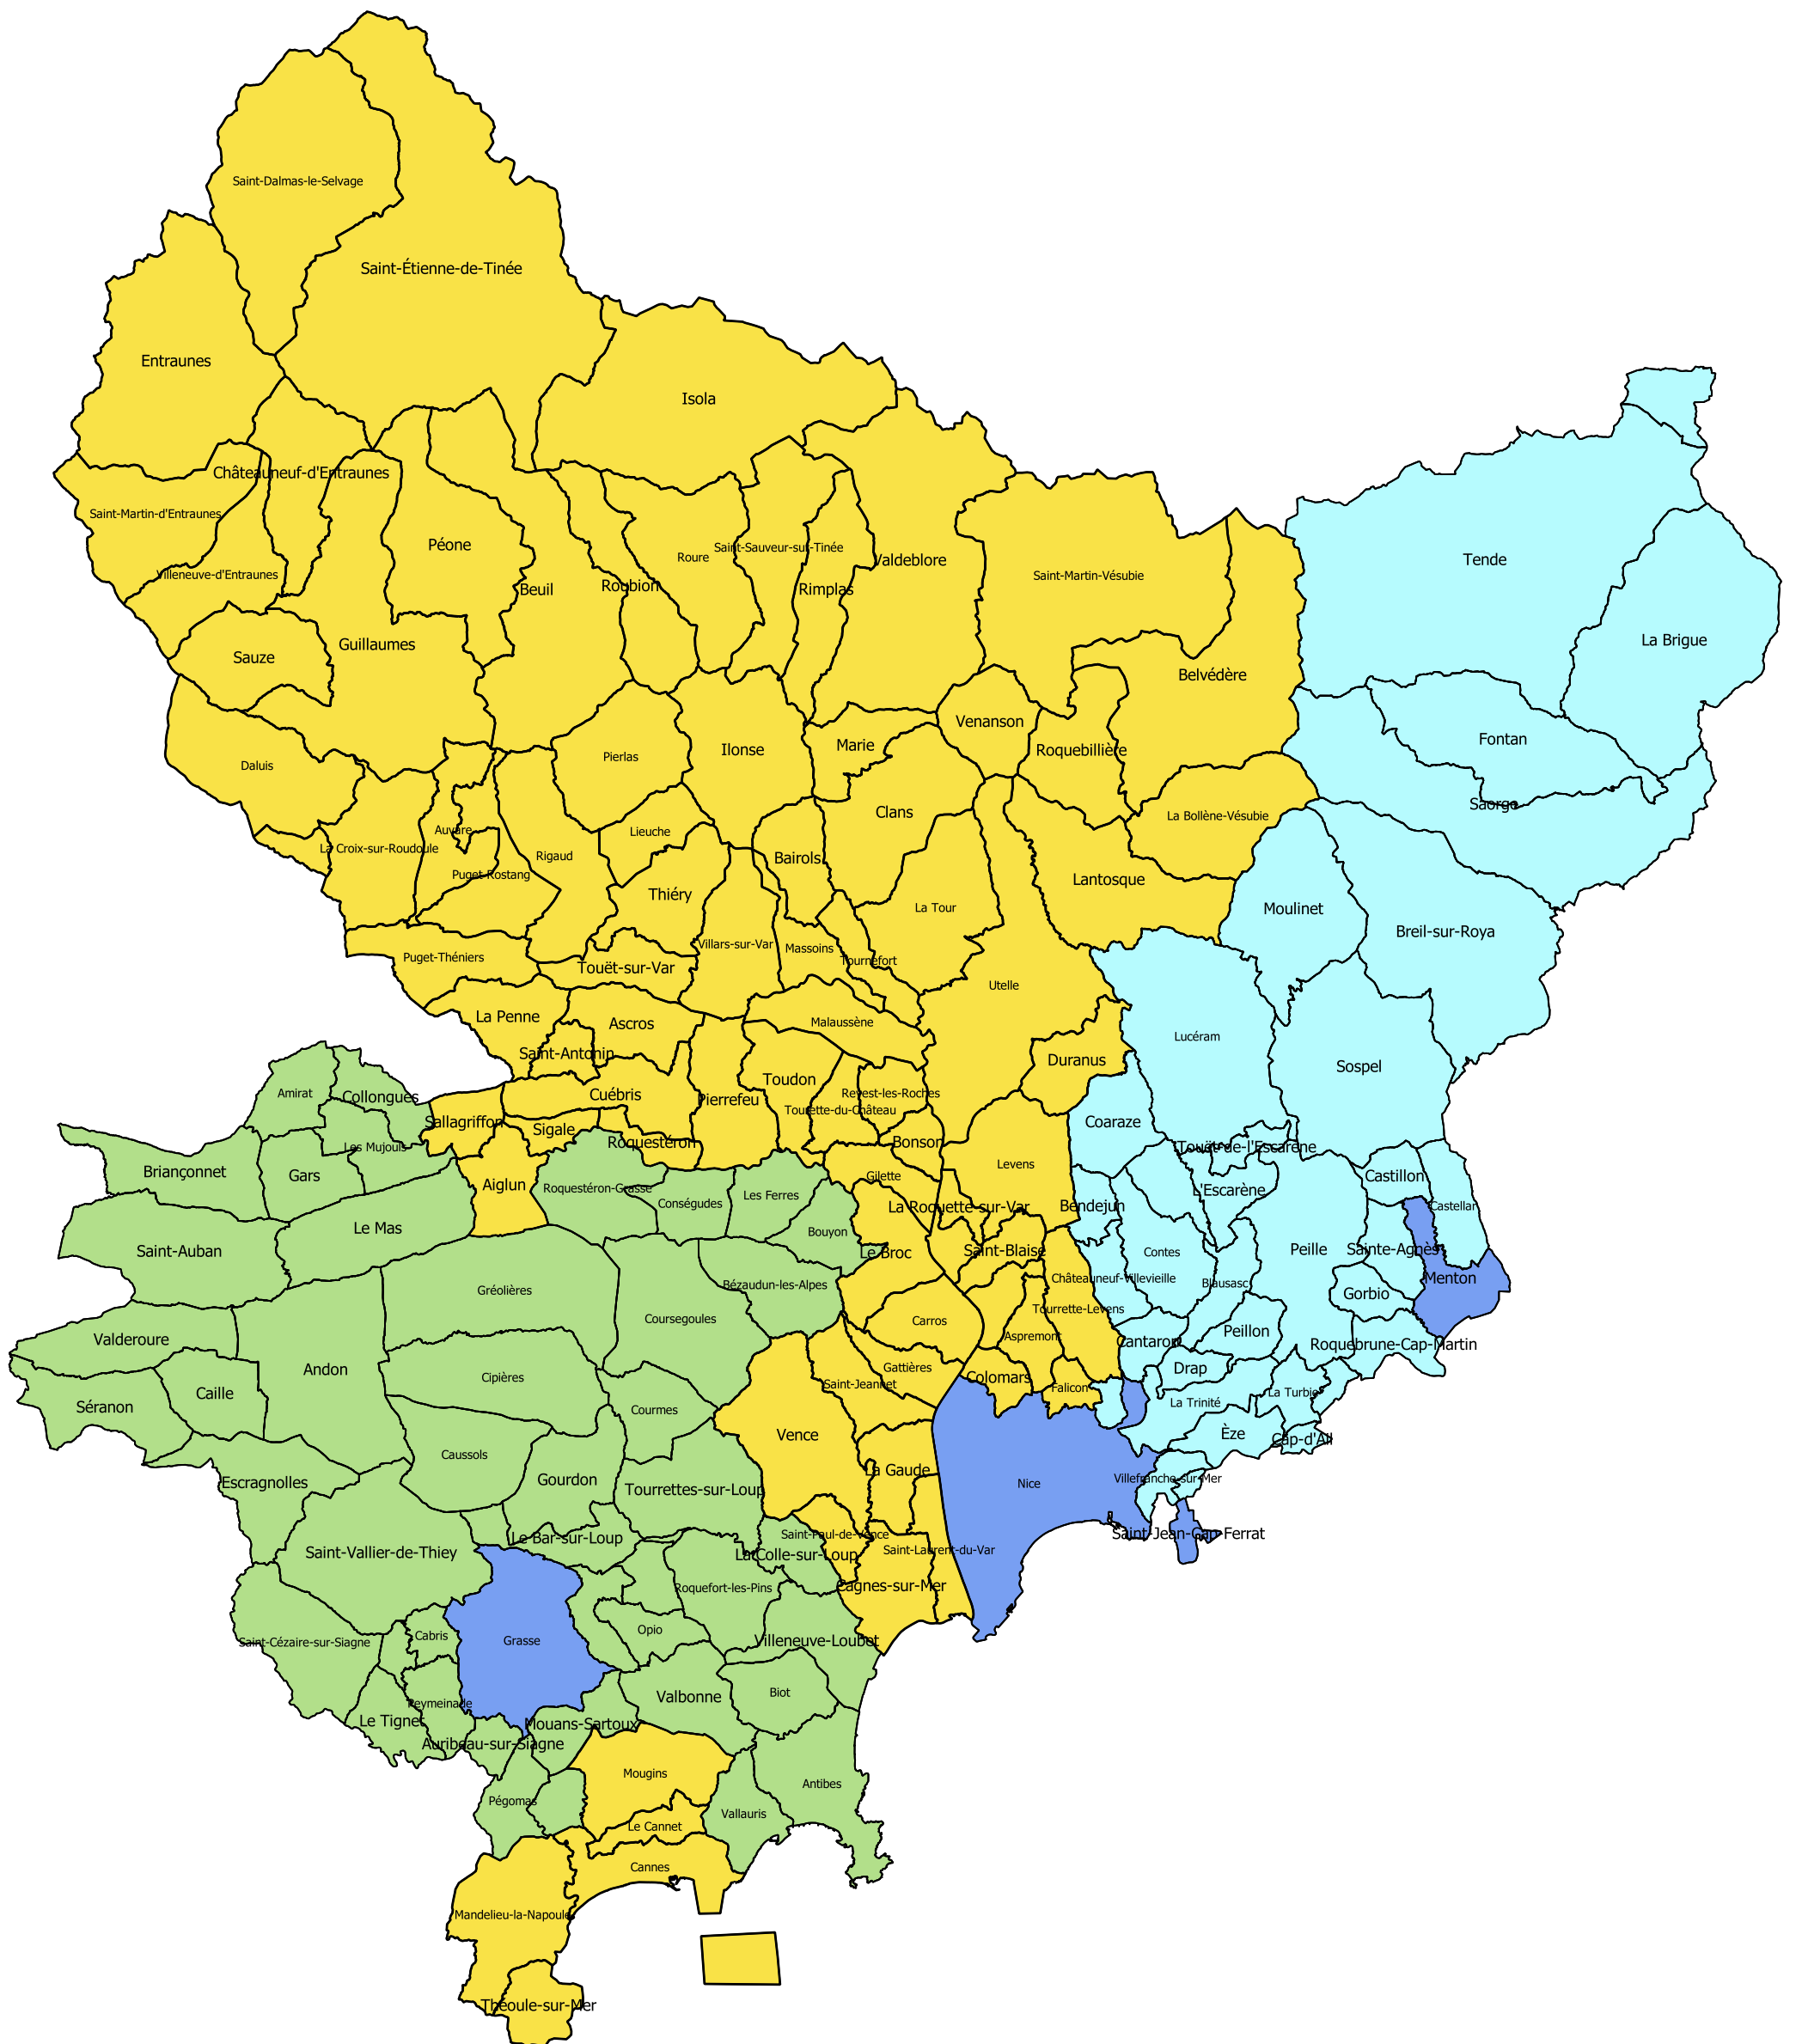 Saint-Dalmas-le-Selvage
Saint-Étienne-de-Tinée
Entraunes
Isola
Châteauneuf-d'Entraunes
Saint-Martin-d'Entraunes
Péone
Saint-Sauveur-sur-Tinée
Roure
Valdeblore
Tende
Villeneuve-d'Entraunes
Saint-Martin-Vésubie
Beuil
Roubion
Rimplas
Guillaumes
La Brigue
Sauze
Belvédère
Venanson
Fontan
Marie
Ilonse
Roquebillière
Pierlas
Daluis
Saorge
Clans
La Bollène-Vésubie
Auvare
Lieuche
La Croix-sur-Roudoule
Rigaud
Bairols
Puget-Rostang
Lantosque
Thiéry
La Tour
Moulinet
Breil-sur-Roya
Villars-sur-Var
Massoins
Puget-Théniers
Tournefort
Touët-sur-Var
Utelle
La Penne
Ascros
Malaussène
Lucéram
Saint-Antonin
Duranus
Sospel
Toudon
Amirat
Collongues
Cuébris
Revest-les-Roches
Pierrefeu
Tourette-du-Château
Sallagriffon
Coaraze
Sigale
Roquestéron
Bonson
Les Mujouls
Touët-de-l'Escarène
Briançonnet
Gars
Levens
Gilette
Castillon
Aiglun
Roquestéron-Grasse
L'Escarène
Les Ferres
Conségudes
La Roquette-sur-Var
Bendejun
Castellar
Le Mas
Bouyon
Saint-Auban
Le Broc
Saint-Blaise
Contes
Peille
Sainte-Agnès
Châteauneuf-Villevieille
Menton
Bézaudun-les-Alpes
Blausasc
Gréolières
Gorbio
Tourrette-Levens
Coursegoules
Carros
Peillon
Aspremont
Valderoure
Cantaron
Roquebrune-Cap-Martin
Gattières
Drap
Andon
Cipières
Colomars
Saint-Jeannet
Falicon
Caille
La Turbie
La Trinité
Séranon
Courmes
Vence
Èze
Cap-d'Ail
Caussols
La Gaude
Escragnolles
Gourdon
Villefranche-sur-Mer
Nice
Tourrettes-sur-Loup
Saint-Paul-de-Vence
Saint-Jean-Cap-Ferrat
Le Bar-sur-Loup
Saint-Vallier-de-Thiey
La Colle-sur-Loup
Saint-Laurent-du-Var
Roquefort-les-Pins
Cagnes-sur-Mer
Opio
Cabris
Grasse
Saint-Cézaire-sur-Siagne
Villeneuve-Loubet
Biot
Valbonne
Peymeinade
Le Tignet
Mouans-Sartoux
Auribeau-sur-Siagne
Mougins
Antibes
Pégomas
Vallauris
Le Cannet
Cannes
Mandelieu-la-Napoule
Théoule-sur-Mer